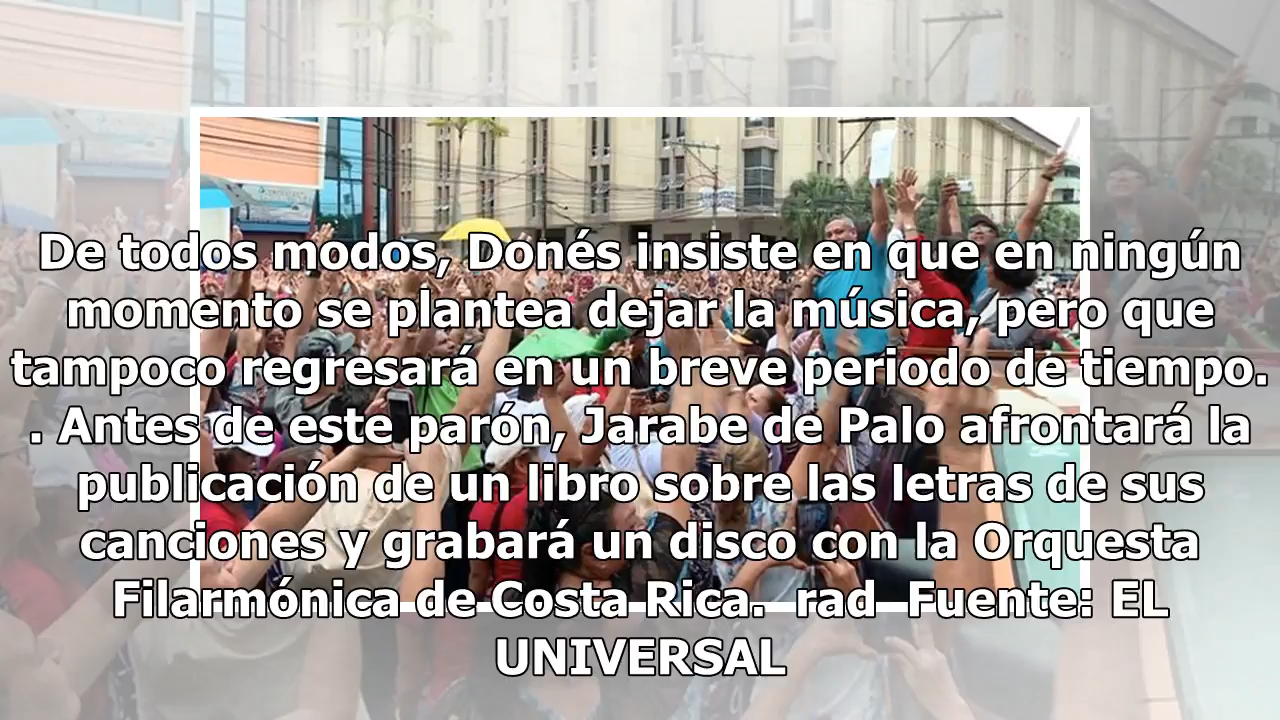 De todos modos, Donés insiste en que en ningún
momento se plantea dejar la música, pero que
tampoco regresará en un breve periodo de tiempo.
. Antes de este parón, Jarabe de Palo afrontará la
publicación de un libro sobre las letras de sus
canciones y grabará un disco con la Orquesta
Filarmónica de Costa Rica.  rad  Fuente: EL
UNIVERSAL